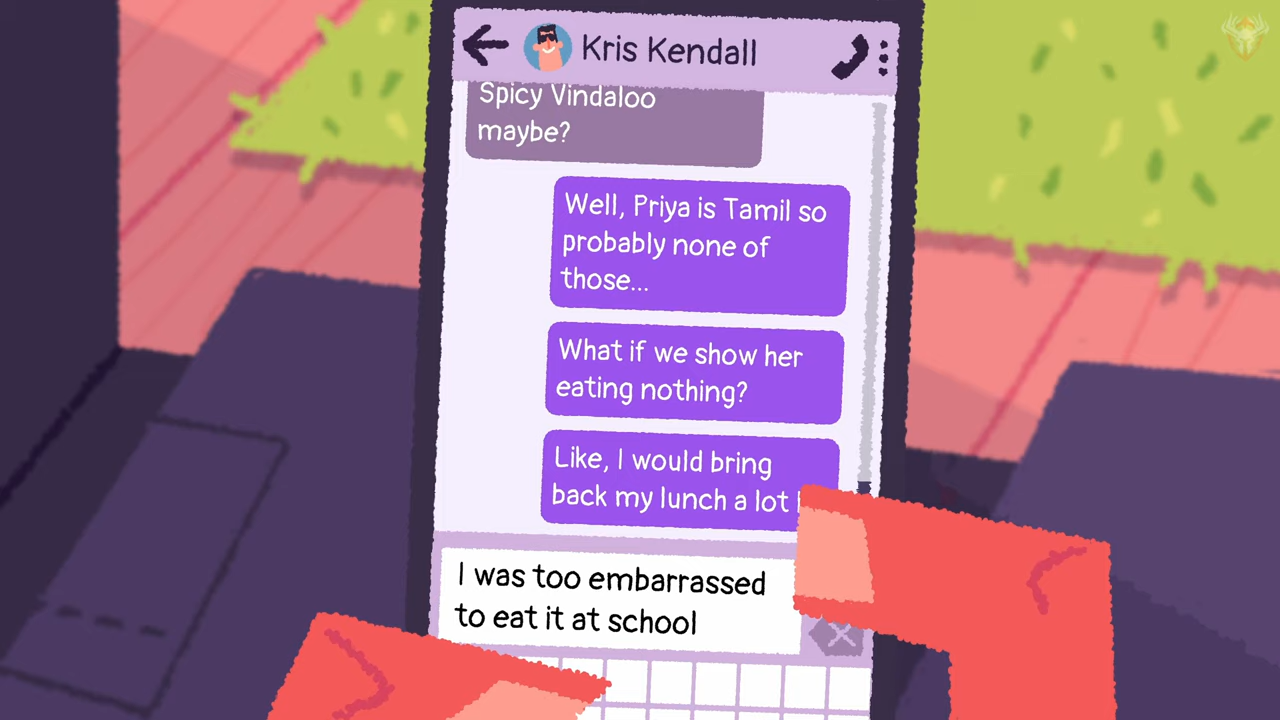 Kris Kendall
Spicy Vindaloo
maybe?
Well, Priya is Tamil so
probably none of
those...
What if we show her
eating nothing?
Like, I would bring
back my lunch a lot
I was too embarrassed
to eat it at school